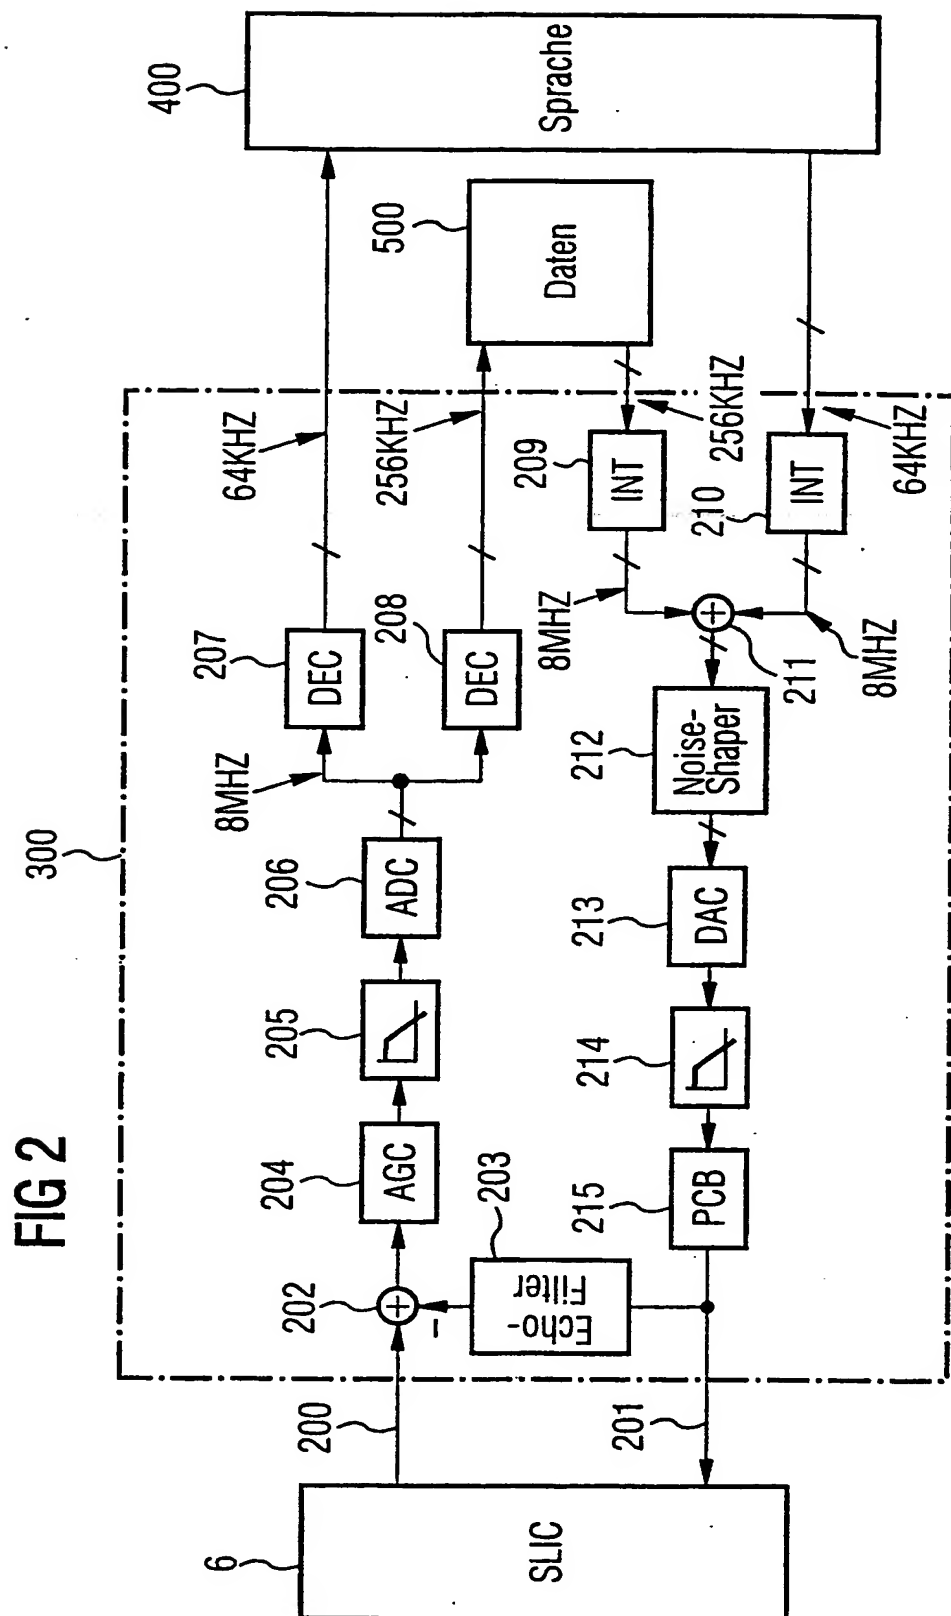 FIG 2
300
6
SLIC
200
201
202
203
Echo-
Filter
204
AGC
205
206
ADC
8MHZ
207
DEC
208
DEC
64KHZ
256KHZ
400
Sprache
500
Daten
209
INT
256KHZ
210
INT
64KHZ
8MHZ
8MHZ
211
212
Noise-
Shaper
213
DAC
214
215
PCB